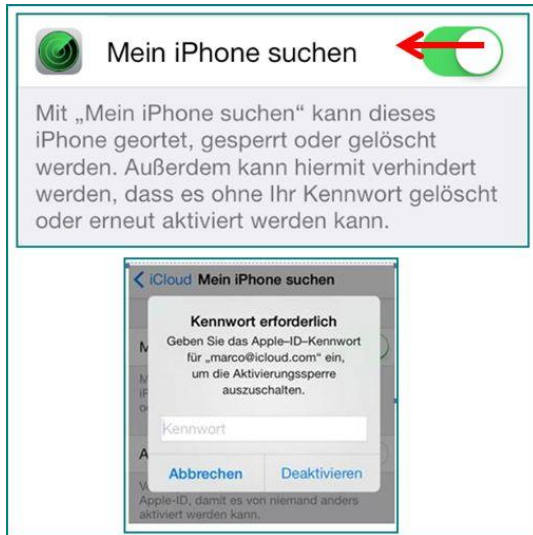 Mein iPhone suchen
Mit „Mein iPhone suchen“ kann dieses
iPhone geortet, gesperrt oder gelöscht
werden. Außerdem kann hiermit verhindert
werden, dass es ohne Ihr Kennwort gelöscht
oder erneut aktiviert werden kann.
iCloud Mein iPhone suchen
Kennwort erforderlich
Geben Sie das Apple-ID-Kennwort
für „marco@icloud.com“ ein,
um die Aktivierungssperre
auszuschalten.
Kennwort
Abbrechen Deaktivieren
Apple-ID, damit es von niemand anders
aktiviert werden kann.